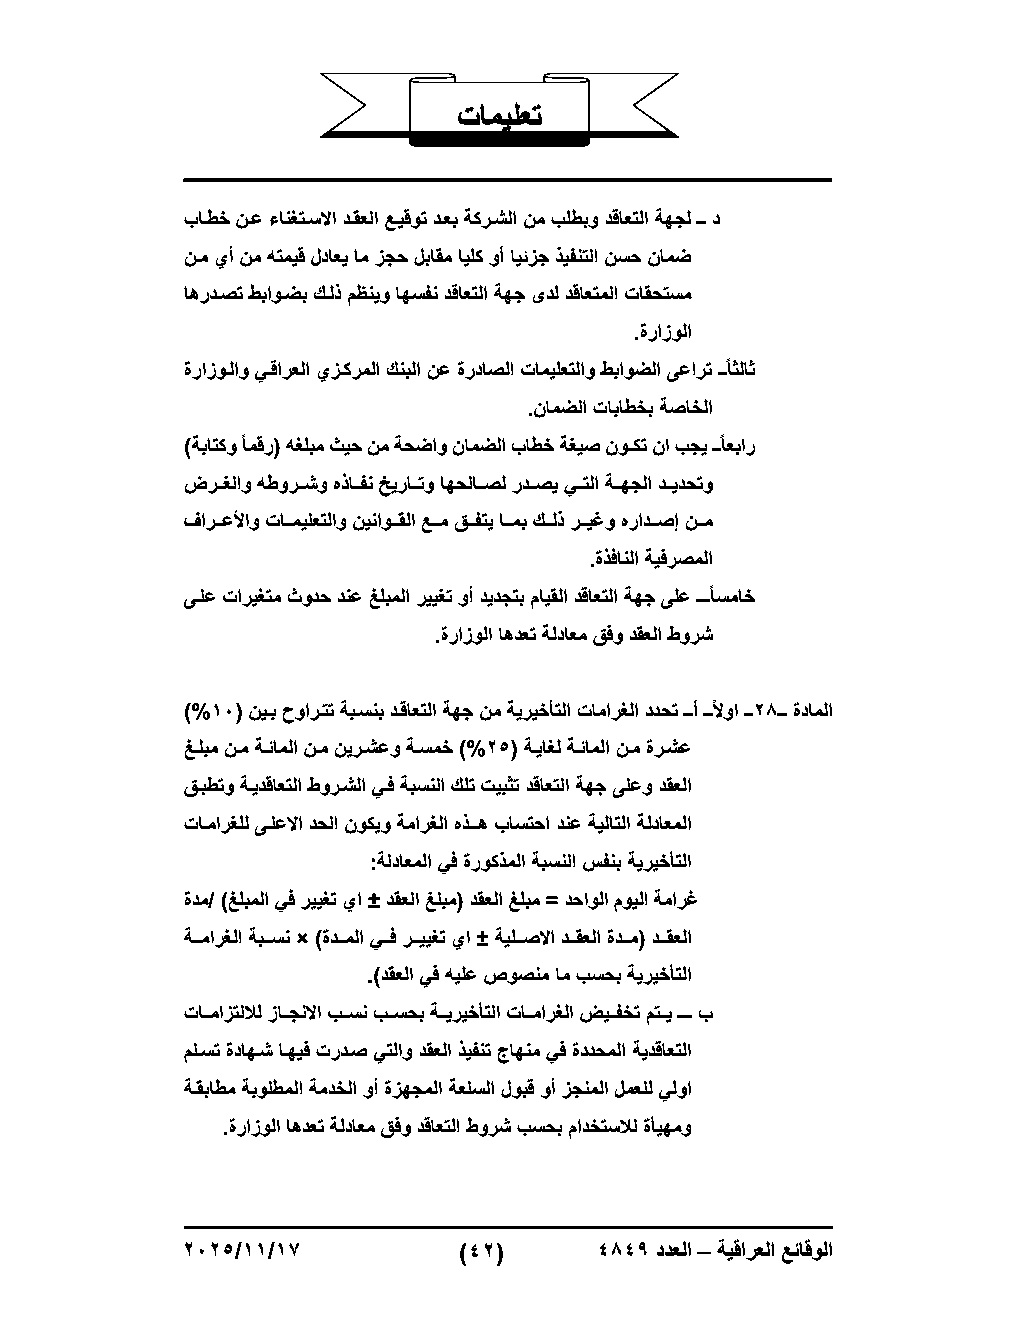 تعليمات
د ــ لجهة التعاقد وبطلب من الشركة بعد توقيع العقد الاستغناء عن خطاب
ضمان حسن التنفيذ جزئيا أو كليا مقابل حجز ما يعادل قيمته من أي من
مستحقات المتعاقد لدى جهة التعاقد نفسها وينظم ذلك بضوابط تصدرها
الوزارة.
ثالثاًــ تراعى الضوابط والتعليمات الصادرة عن البنك المركزي العراقي والوزارة
الخاصة بخطابات الضمان.
رابعاًــ يجب ان تكون صيغة خطاب الضمان واضحة من حيث مبلغه (رقماً وكتابة)
وتحديد الجهة التي يصدر لصالحها وتاريخ نفاذه وشروطه والغرض
من إصداره وغير ذلك بما يتفق مع القوانين والتعليمات والأعراف
المصرفية النافذة.
خامساًــ على جهة التعاقد القيام بتجديد أو تغيير المبلغ عند حدوث متغيرات على
شروط العقد وفق معادلة تعدها الوزارة.
المادة ــ٢٨ــ اولاًــ أــ تحدد الغرامات التأخيرية من جهة التعاقد بنسبة تتراوح بين (١٠%)
عشرة من المائة لغاية (٢٥%) خمسة وعشرين من المائة من مبلغ
العقد وعلى جهة التعاقد تثبيت تلك النسبة في الشروط التعاقدية وتطبق
المعادلة التالية عند احتساب هذه الغرامة ويكون الحد الاعلى للغرامات
التأخيرية بنفس النسبة المذكورة في المعادلة:
غرامة اليوم الواحد = مبلغ العقد (مبلغ العقد ± اي تغيير في المبلغ) /مدة
العقد (مدة العقد الاصلية ± اي تغيير في المدة) × نسبة الغرامة
التأخيرية بحسب ما منصوص عليه في العقد).
ب ــ يتم تخفيض الغرامات التأخيرية بحسب نسب الانجاز للالتزامات
التعاقدية المحددة في منهاج تنفيذ العقد والتي صدرت فيها شهادة تسلم
اولي للعمل المنجز أو قبول السلعة المجهزة أو الخدمة المطلوبة مطابقة
ومهيأة للاستخدام بحسب شروط التعاقد وفق معادلة تعدها الوزارة.
الوقائع العراقية ــ العدد ٤٨٤٩ (٤٢) ٢٠٢٥/١١/١٧